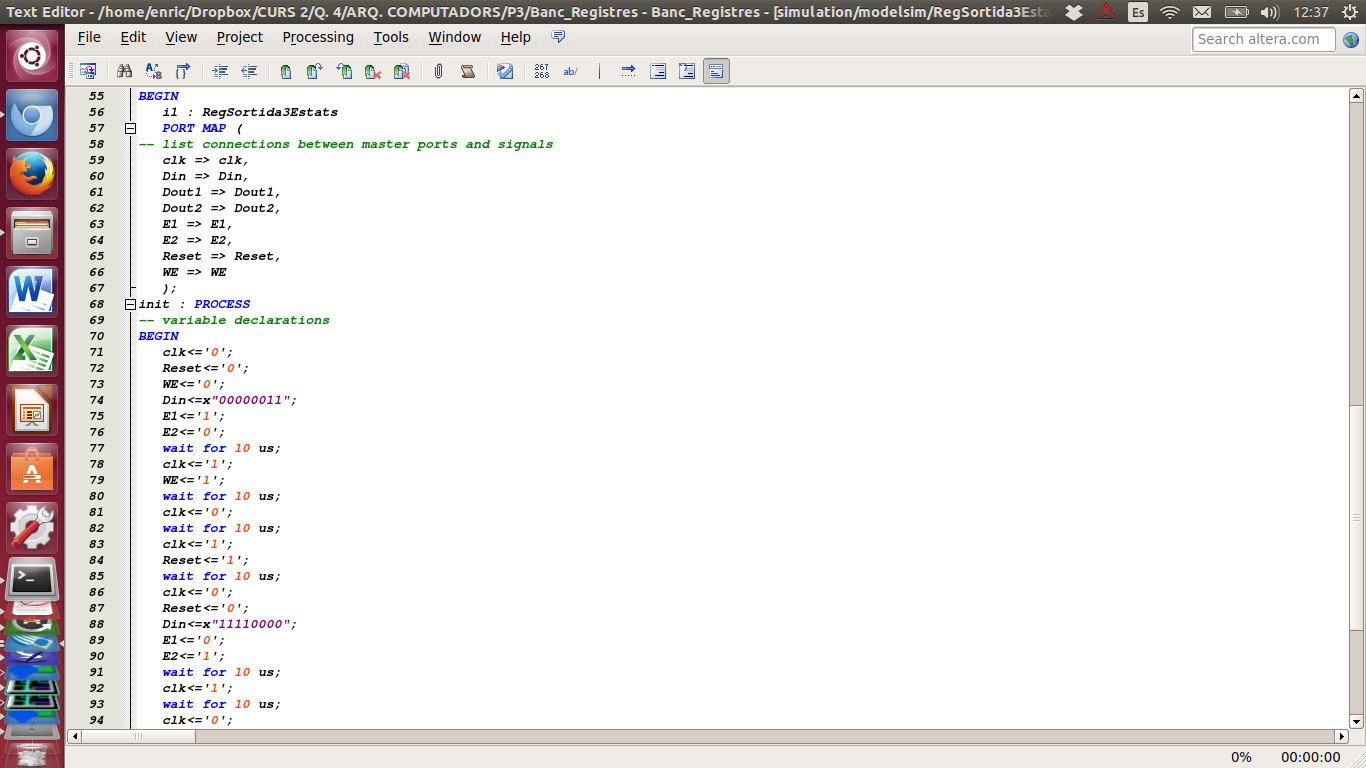 Text Editor - /home/enric/Dropbox/CURS 2/Q. 4/ARQ. COMPUTADORS/P3/Banc_Registres - Banc_Registres - [simulation/modelsim/RegSortida3Esta
Es
12:37
File Edit View Project Processing Tools Window Help
Search altera.com
267
268
ab/
55 BEGIN
56 i1 : RegSortida3Estats
57 PORT MAP (
58 -- list connections between master ports and signals
59 clk => clk,
60 Din => Din,
61 Dout1 => Dout1,
62 Dout2 => Dout2,
63 E1 => E1,
64 E2 => E2,
65 Reset => Reset,
66 WE => WE
67 );
68 init : PROCESS
69 -- variable declarations
70 BEGIN
71 clk<='0';
72 Reset<='0';
73 WE<='0';
74 Din<=x"00000011";
75 E1<='1';
76 E2<='0';
77 wait for 10 us;
78 clk<='1';
79 WE<='1';
80 wait for 10 us;
81 clk<='0';
82 wait for 10 us;
83 clk<='1';
84 Reset<='1';
85 wait for 10 us;
86 clk<='0';
87 Reset<='0';
88 Din<=x"11110000";
89 E1<='0';
90 E2<='1';
91 wait for 10 us;
92 clk<='1';
93 wait for 10 us;
94 clk<='0';
0% 00:00:00